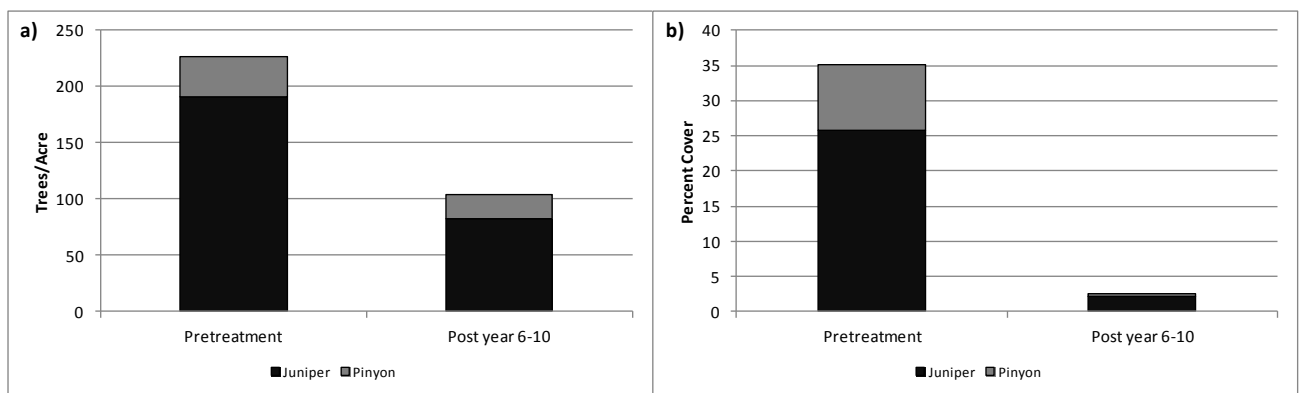 a)
250
200
150
100
50
0
Trees/Acre
Pretreatment Post year 6-10
Juniper Pinyon
b)
40
35
30
25
20
15
10
5
0
Percent Cover
Pretreatment Post year 6-10
Juniper Pinyon